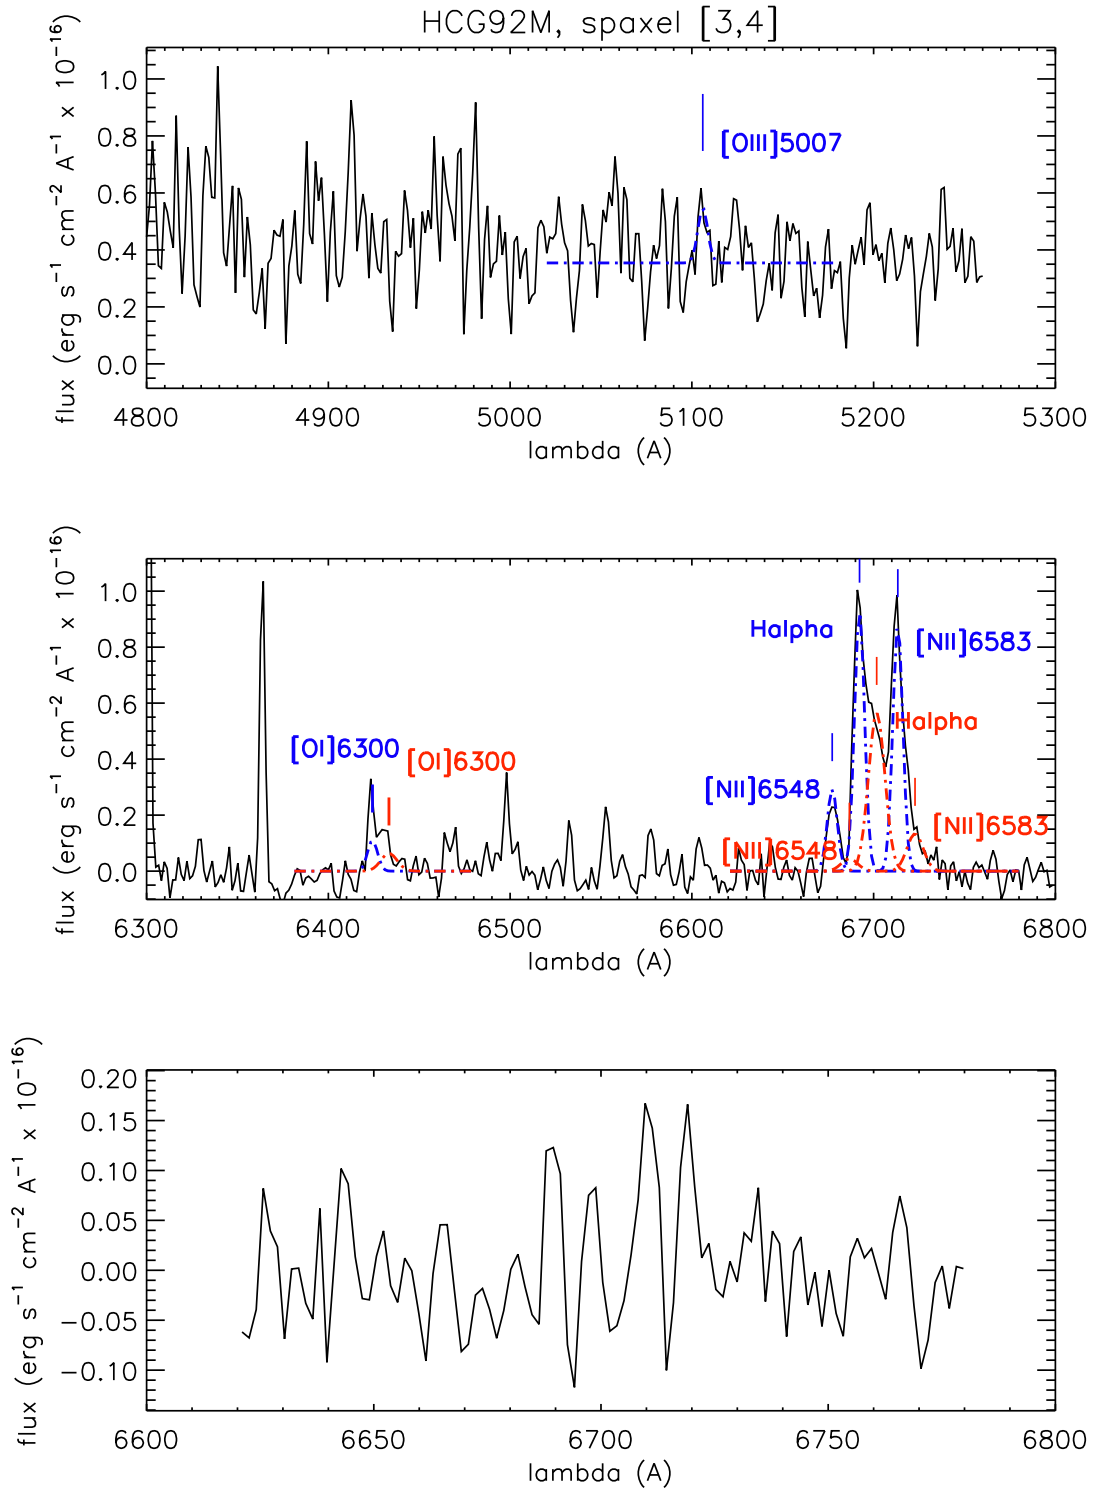 HCG92M, spaxel [3,4]
flux (erg s⁻¹ cm⁻² A⁻¹ x 10⁻¹⁶)
1.0
0.8
0.6
0.4
0.2
0.0
[OIII]5007
4800 4900 5000 5100 5200 5300
lambda (A)
flux (erg s⁻¹ cm⁻² A⁻¹ x 10⁻¹⁶)
1.0
0.8
0.6
0.4
0.2
0.0
Halpha
[NII]6583
Halpha
[OI]6300
[OI]6300
[NII]6548
[NII]6583
[NII]6548
6300 6400 6500 6600 6700 6800
lambda (A)
flux (erg s⁻¹ cm⁻² A⁻¹ x 10⁻¹⁶)
0.20
0.15
0.10
0.05
0.00
−0.05
−0.10
6600 6650 6700 6750 6800
lambda (A)